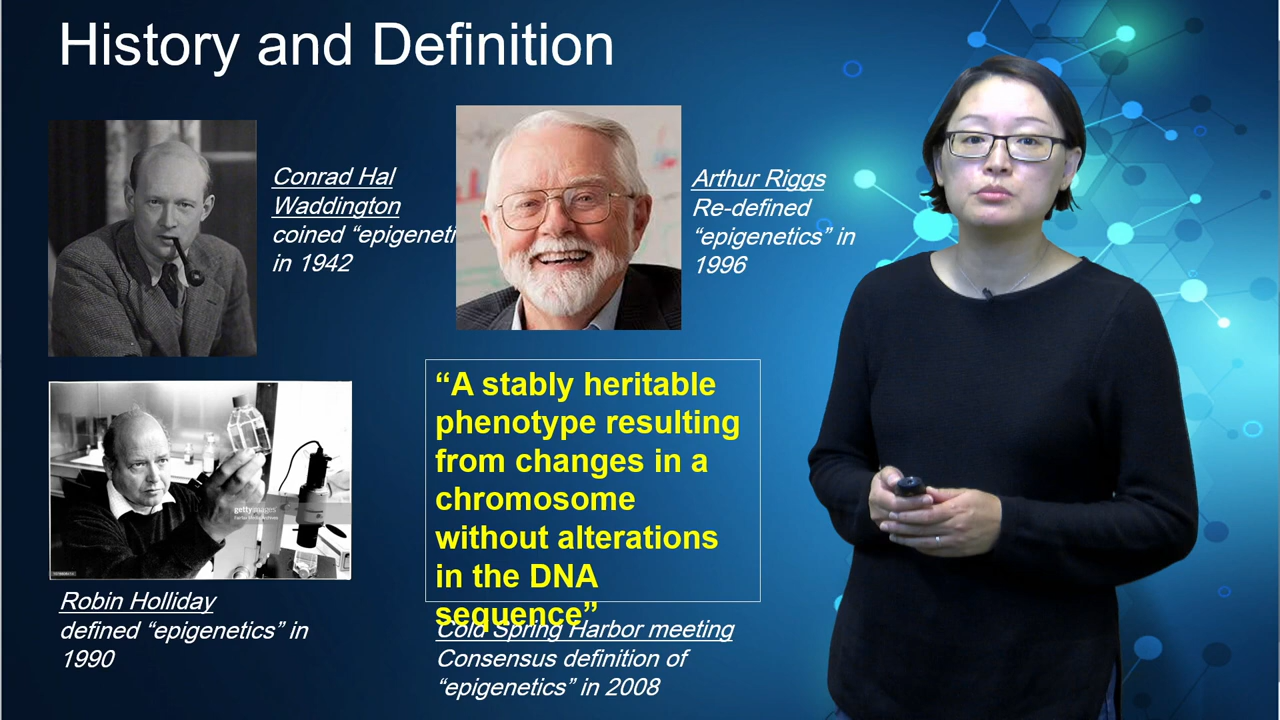 History and Definition
Conrad Hal
Waddington
coined “epigeneti
in 1942
Arthur Riggs
Re-defined
“epigenetics” in
1996
“A stably heritable
phenotype resulting
from changes in a
chromosome
without alterations
in the DNA
sequence”
gettyimages
Robin Holliday
defined “epigenetics” in
1990
Cold Spring Harbor meeting
Consensus definition of
“epigenetics” in 2008